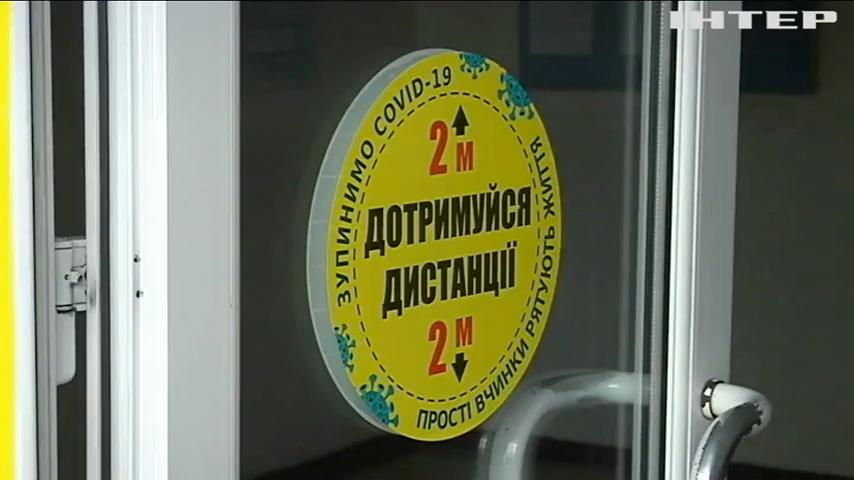 ІНТЕР
ЗУПИНИМО COVID-19
2 м
ДОТРИМУЙСЯ
ДИСТАНЦІЇ
2 м
ПРОСТІ ВЧИНКИ РЯТУЮТЬ ЖИТТЯ